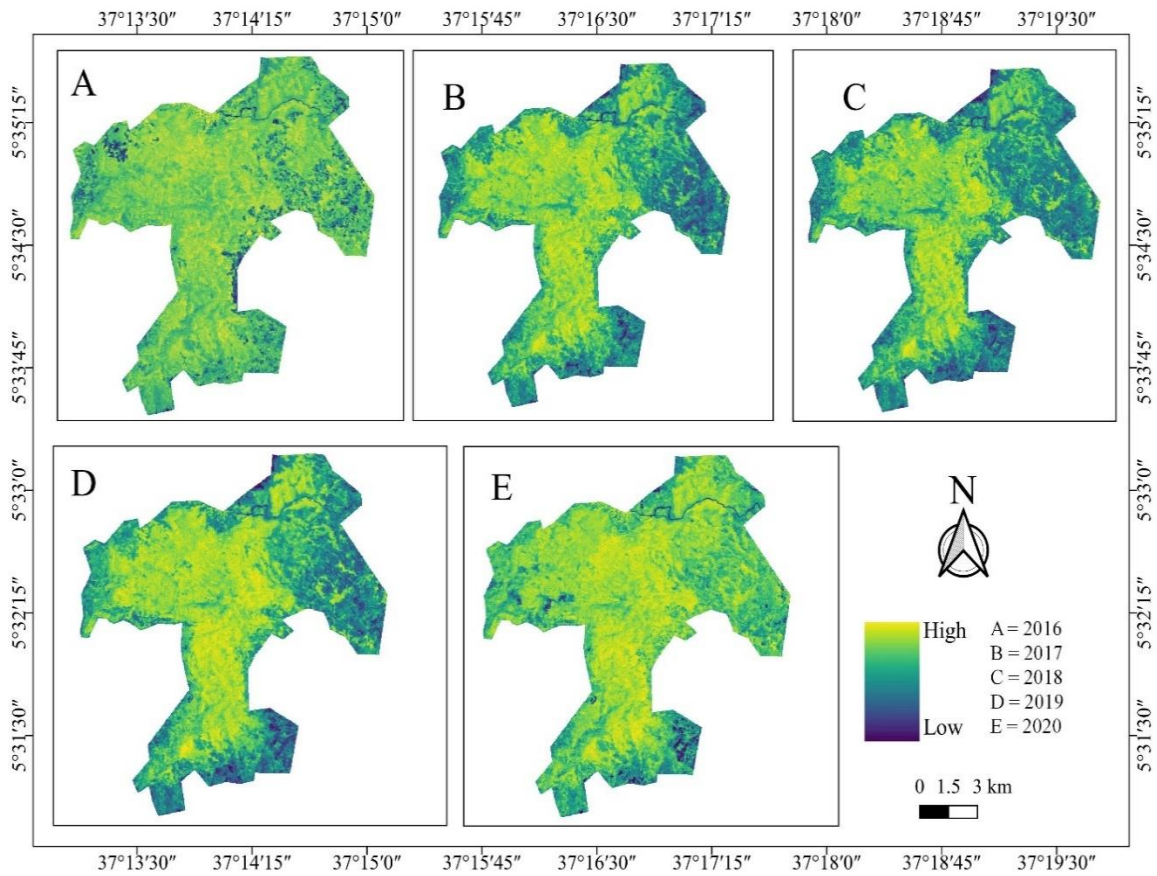 37°13′30″ 37°14′15″ 37°15′0″ 37°15′45″ 37°16′30″ 37°17′15″ 37°18′0″ 37°18′45″ 37°19′30″
A
B
C
5°35′15″ 5°35′15″
5°34′30″ 5°34′30″
5°33′45″ 5°33′45″
D
E
N
5°33′0″ 5°33′0″
5°32′15″ 5°32′15″
5°31′30″ 5°31′30″
High
Low
A = 2016
B = 2017
C = 2018
D = 2019
E = 2020
0 1.5 3 km
37°13′30″ 37°14′15″ 37°15′0″ 37°15′45″ 37°16′30″ 37°17′15″ 37°18′0″ 37°18′45″ 37°19′30″